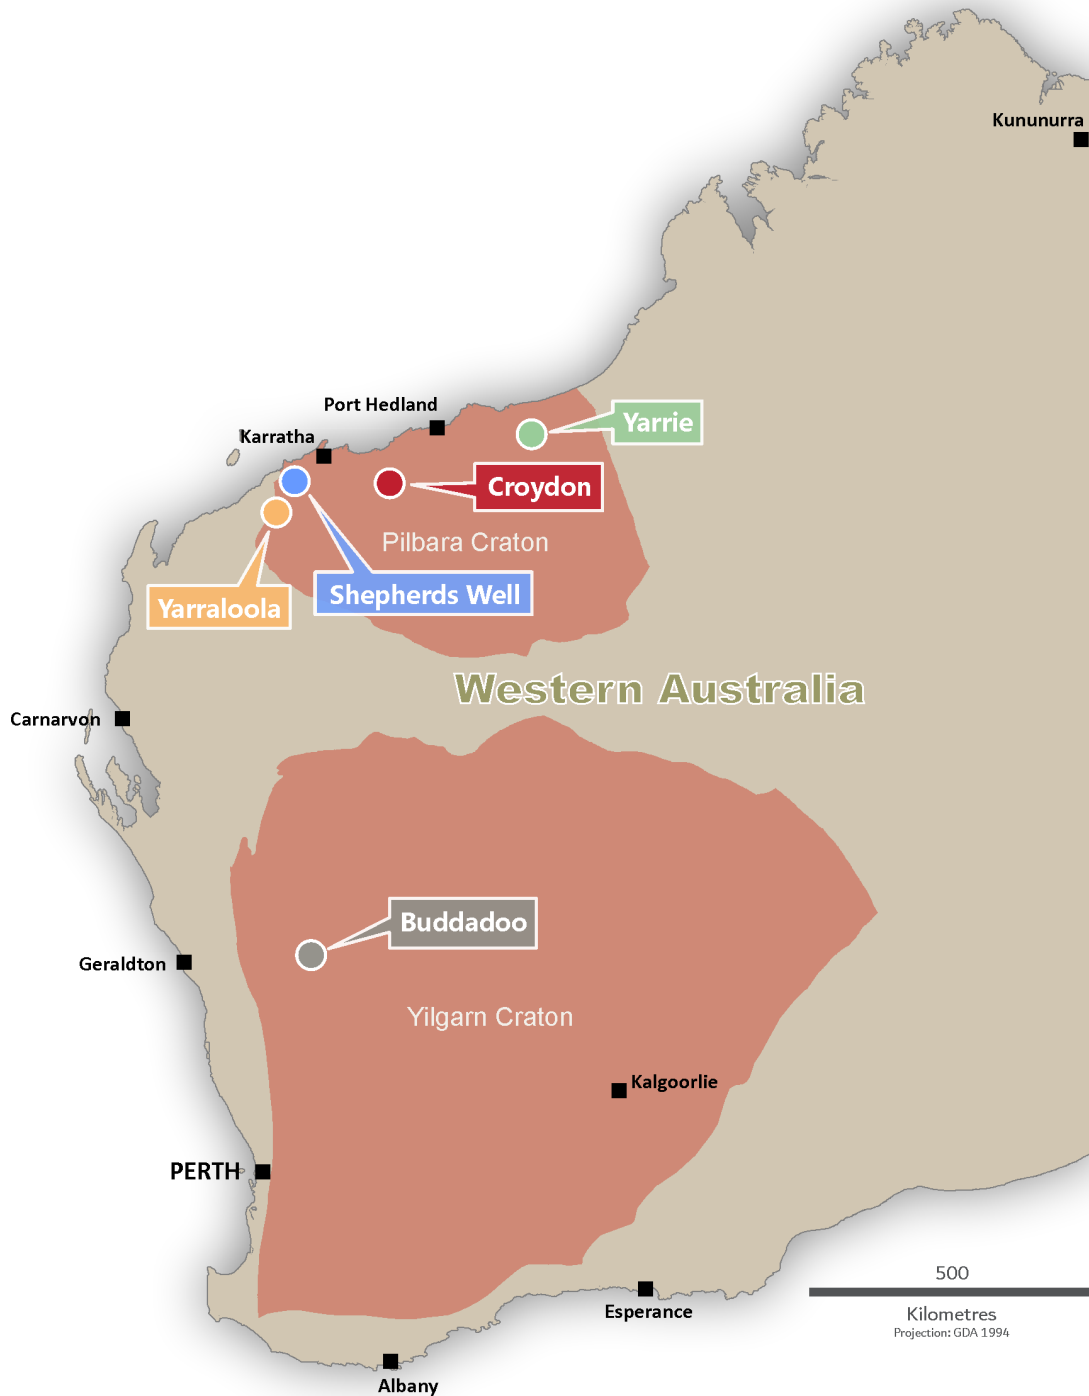 Kununurra
Port Hedland
Karratha
Yarrie
Croydon
Pilbara Craton
Shepherds Well
Yarraloola
Western Australia
Carnarvon
Buddadoo
Geraldton
Yilgarn Craton
Kalgoorlie
PERTH
500
Kilometres
Projection: GDA 1994
Esperance
Albany